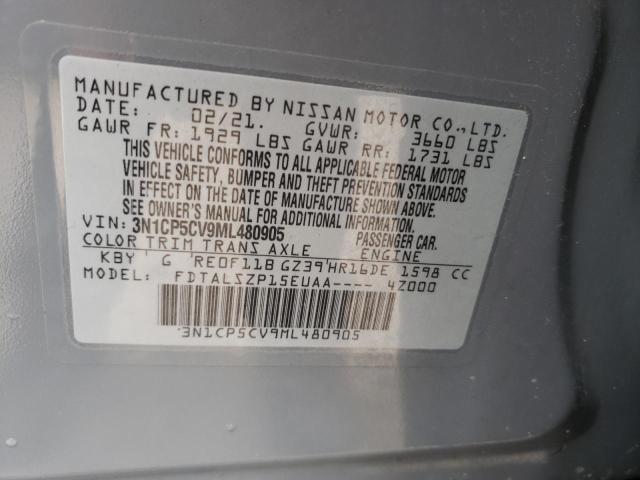 MANUFACTURED BY NISSAN MOTOR CO.,LTD.
DATE: 02/21. GVWR: 3660 LBS
GAWR FR: 1929 LBS GAWR RR: 1731 LBS
THIS VEHICLE CONFORMS TO ALL APPLICABLE FEDERAL MOTOR
VEHICLE SAFETY, BUMPER AND THEFT PREVENTION STANDARDS
IN EFFECT ON THE DATE OF MANUFACTURE SHOWN ABOVE.
SEE OWNER'S MANUAL FOR ADDITIONAL INFORMATION.
VIN: 3N1CP5CV9ML480905 PASSENGER CAR.
COLOR TRIM TRANS AXLE ENGINE
KBY G RE0F11B GZ39 HR16DE 1598 CC
MODEL: FDTALSZP15EUAA---- 4Z000
3N1CP5CV9ML480905